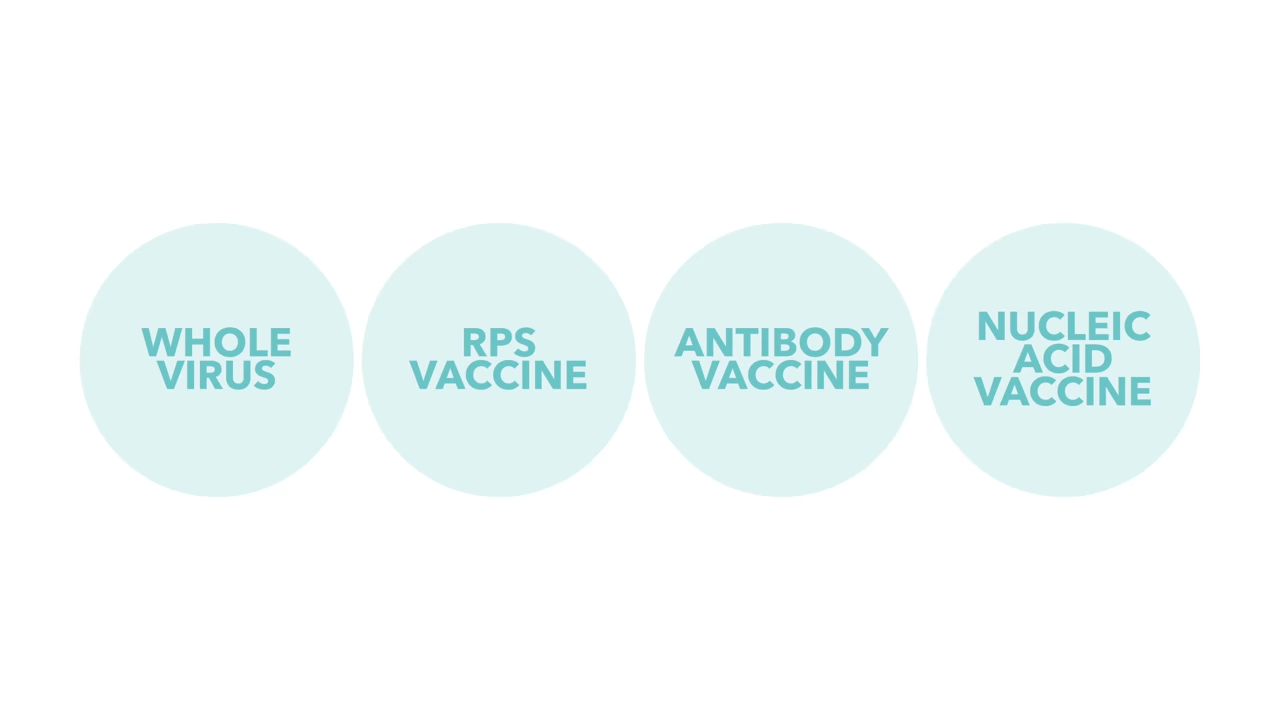 WHOLE
VIRUS
RPS
VACCINE
ANTIBODY
VACCINE
NUCLEIC
ACID
VACCINE